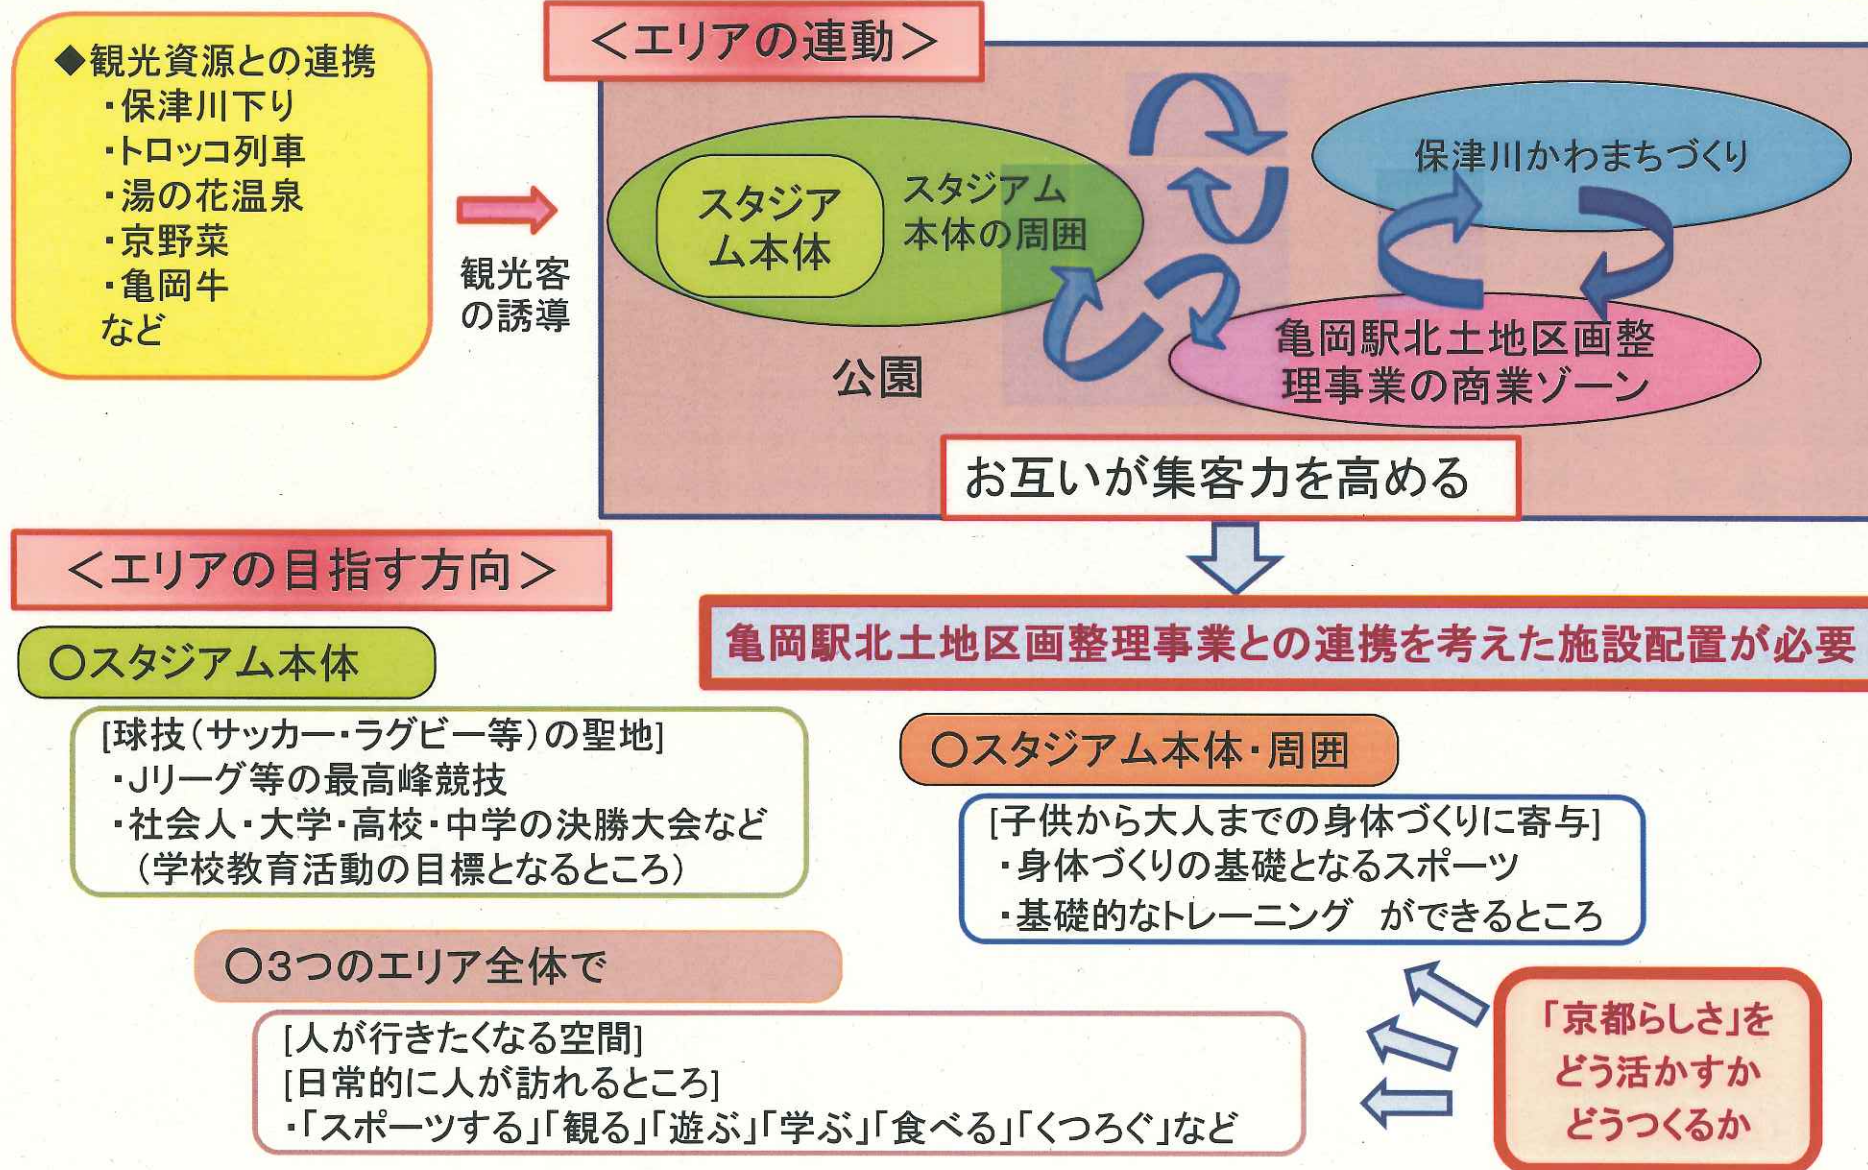 ◆観光資源との連携
・保津川下り
・トロッコ列車
・湯の花温泉
・京野菜
・亀岡牛
など
観光客
の誘導
＜エリアの連動＞
スタジア
ム本体
スタジアム
本体の周囲
公園
保津川かわまちづくり
亀岡駅北土地区画整
理事業の商業ゾーン
お互いが集客力を高める
亀岡駅北土地区画整理事業との連携を考えた施設配置が必要
＜エリアの目指す方向＞
○スタジアム本体
[球技(サッカー・ラグビー等)の聖地]
・Jリーグ等の最高峰競技
・社会人・大学・高校・中学の決勝大会など
(学校教育活動の目標となるところ)
○スタジアム本体・周囲
[子供から大人までの身体づくりに寄与]
・身体づくりの基礎となるスポーツ
・基礎的なトレーニング　ができるところ
○3つのエリア全体で
[人が行きたくなる空間]
[日常的に人が訪れるところ]
・「スポーツする」「観る」「遊ぶ」「学ぶ」「食べる」「くつろぐ」など
「京都らしさ」を
どう活かすか
どうつくるか